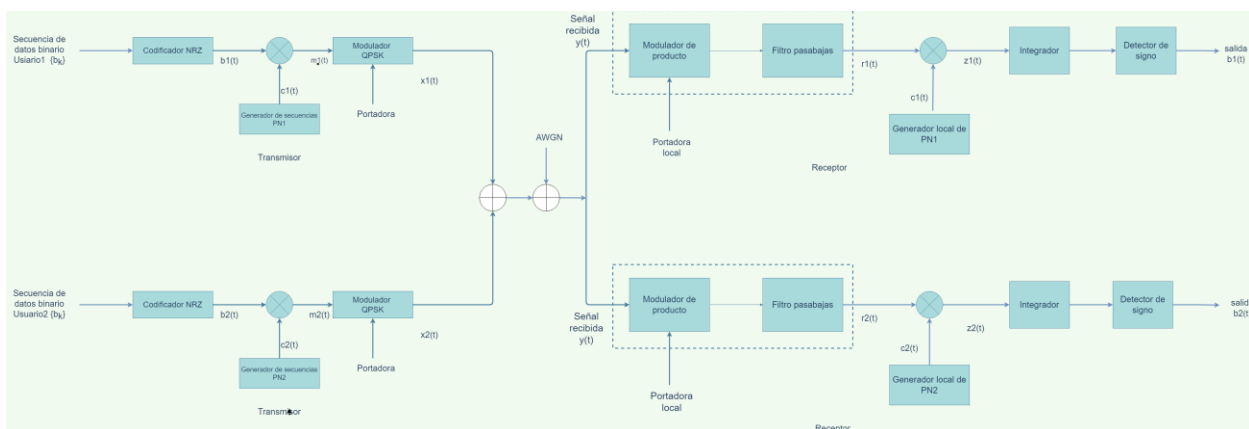 Secuencia de
datos binario
Usiario1 {bk}
Codificador NRZ
b1(t)
m1(t)
Modulador
QPSK
x1(t)
c1(t)
Generador de secuencias
PN1
Portadora
Transmisor
AWGN
Señal
recibida
y(t)
Modulador de
producto
Filtro pasabajas
r1(t)
z1(t)
Integrador
Detector de
signo
salida
b1(t)
c1(t)
Generador local de
PN1
Portadora
local
Receptor
Secuencia de
datos binario
Usuario2 {bk}
Codificador NRZ
b2(t)
m2(t)
Modulador
QPSK
x2(t)
c2(t)
Generador de secuencias
PN2
Portadora
Transmisor
Señal
recibida
y(t)
Modulador de
producto
Filtro pasabajas
r2(t)
z2(t)
Integrador
Detector de
signo
salida
b2(t)
c2(t)
Generador local de
PN2
Portadora
local
Receptor